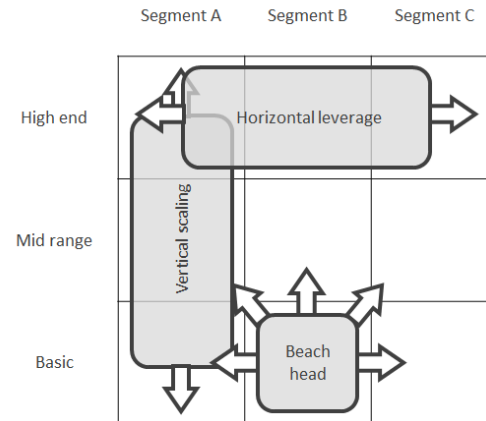 Segment A
Segment B
Segment C
High end
Horizontal leverage
Mid range
Vertical scaling
Basic
Beach
head